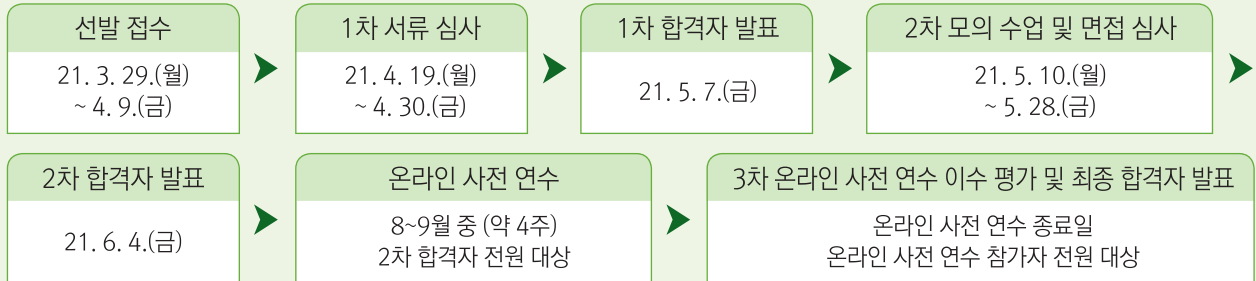 선발 접수
21. 3. 29.(월)
~ 4. 9.(금)
1차 서류 심사
21. 4. 19.(월)
~ 4. 30.(금)
1차 합격자 발표
21. 5. 7.(금)
2차 모의 수업 및 면접 심사
21. 5. 10.(월)
~ 5. 28.(금)
2차 합격자 발표
21. 6. 4.(금)
온라인 사전 연수
8~9월 중 (약 4주)
2차 합격자 전원 대상
3차 온라인 사전 연수 이수 평가 및 최종 합격자 발표
온라인 사전 연수 종료일
온라인 사전 연수 참가자 전원 대상